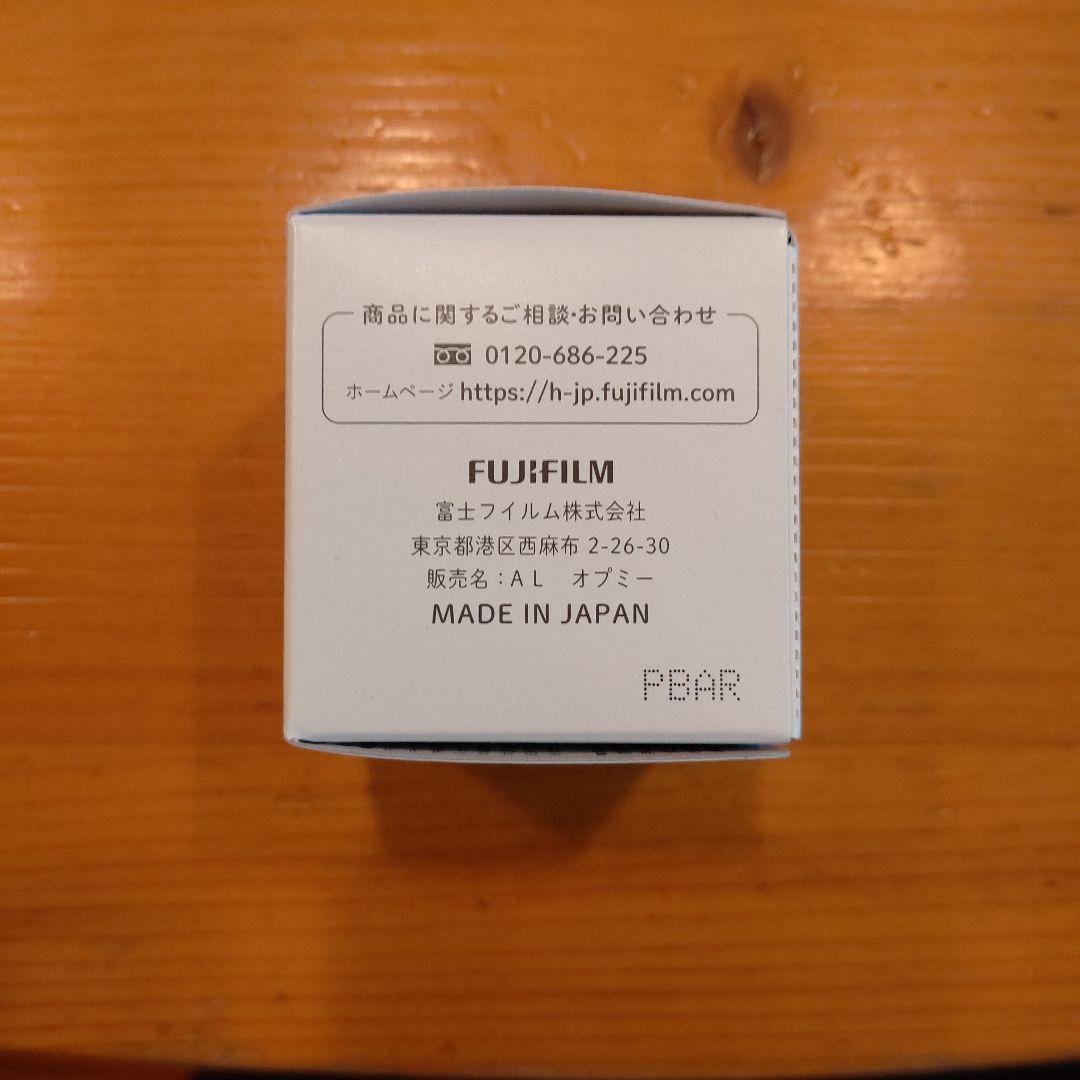 商品に関するご相談・お問い合わせ
0120-686-225
ホームページ https://h-jp.fujifilm.com
FUJIFILM
富士フイルム株式会社
東京都港区西麻布 2-26-30
販売名：AL　オプミー
MADE IN JAPAN
PBAR